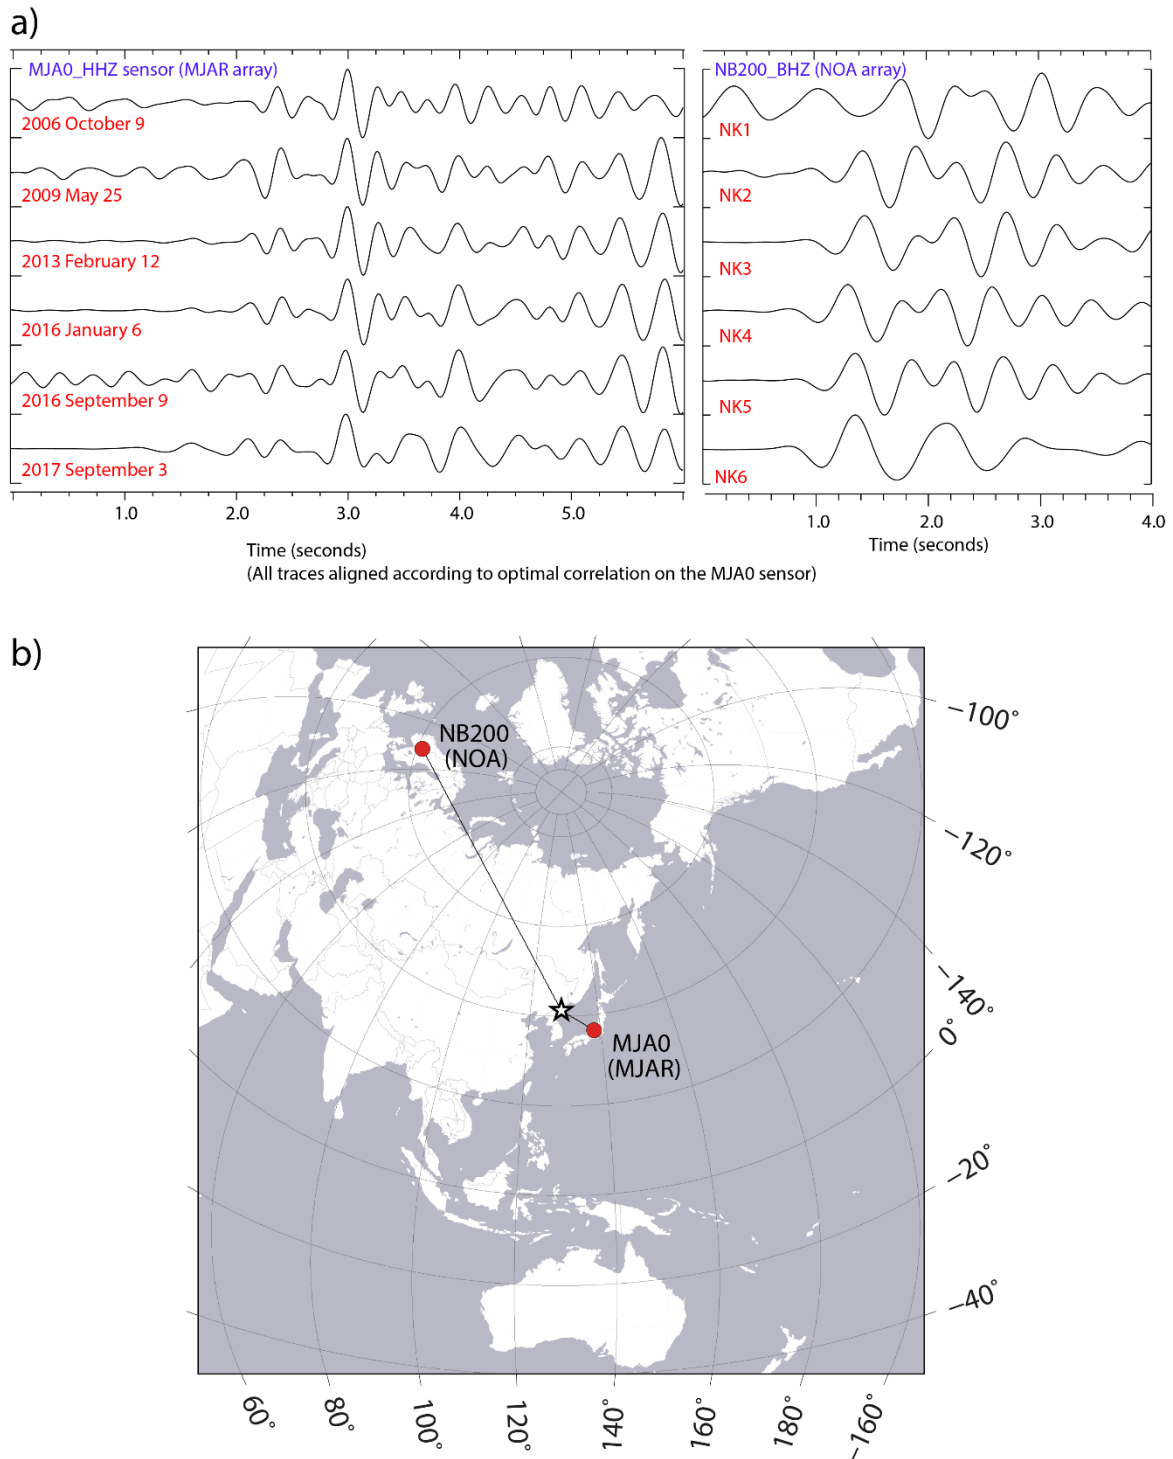 a)
MJA0_HHZ sensor (MJAR array)
2006 October 9
2009 May 25
2013 February 12
2016 January 6
2016 September 9
2017 September 3
1.0 2.0 3.0 4.0 5.0
NB200_BHZ (NOA array)
NK1
NK2
NK3
NK4
NK5
NK6
1.0 2.0 3.0 4.0
Time (seconds)
Time (seconds)
(All traces aligned according to optimal correlation on the MJA0 sensor)
b)
NB200
(NOA)
MJA0
(MJAR)
−100°
−120°
−140°
0°
−20°
−40°
60° 80° 100° 120° 140° 160° 180° −160°